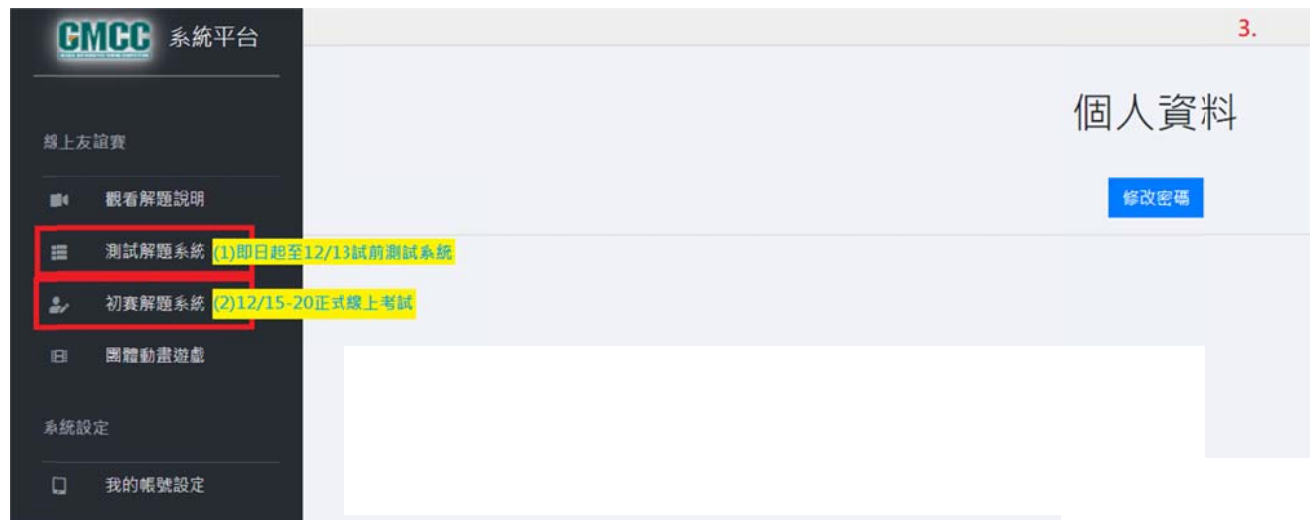 GMCC 系統平台
3.
個人資料
修改密碼
線上友誼賽
觀看解題說明
測試解題系統 (1)即日起至12/13試前測試系統
初賽解題系統 (2)12/15-20正式線上考試
團體動畫遊戲
系統設定
我的帳號設定